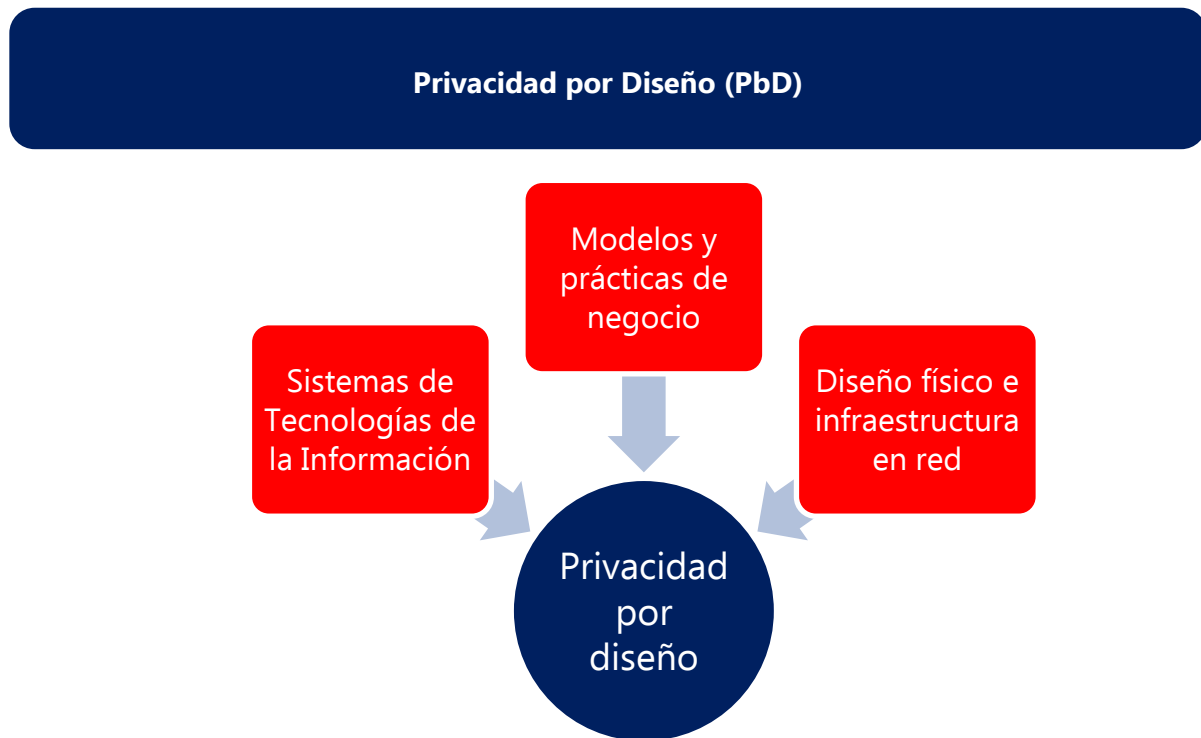 Privacidad por Diseño (PbD)
Modelos y
prácticas de
negocio
Sistemas de
Tecnologías de
la Información
Diseño físico e
infraestructura
en red
Privacidad
por
diseño